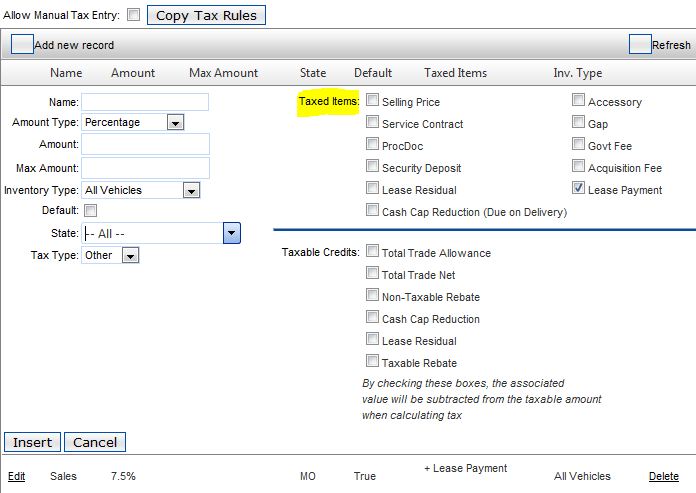 Allow Manual Tax Entry: Copy Tax Rules
Add new record Refresh
Name Amount Max Amount State Default Taxed Items Inv. Type
Name:
Amount Type: Percentage
Amount:
Max Amount:
Inventory Type: All Vehicles
Default:
State: -- All --
Tax Type: Other
Taxed Items: Selling Price Accessory
Service Contract Gap
ProcDoc Govt Fee
Security Deposit Acquisition Fee
Lease Residual Lease Payment
Cash Cap Reduction (Due on Delivery)
Taxable Credits: Total Trade Allowance
Total Trade Net
Non-Taxable Rebate
Cash Cap Reduction
Lease Residual
Taxable Rebate
By checking these boxes, the associated
value will be subtracted from the taxable amount
when calculating tax
Insert Cancel
Edit Sales 7.5% MO True + Lease Payment All Vehicles Delete